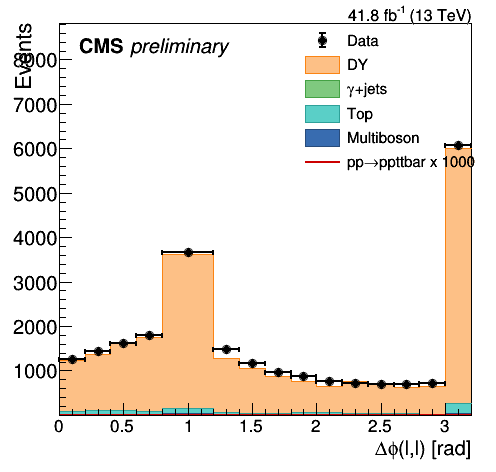 41.8 fb⁻¹ (13 TeV)
CMS preliminary
Events
Data
DY
γ+jets
Top
Multiboson
pp→ppttbar x 1000
8000
7000
6000
5000
4000
3000
2000
1000
0 0.5 1 1.5 2 2.5 3
Δϕ(l,l) [rad]